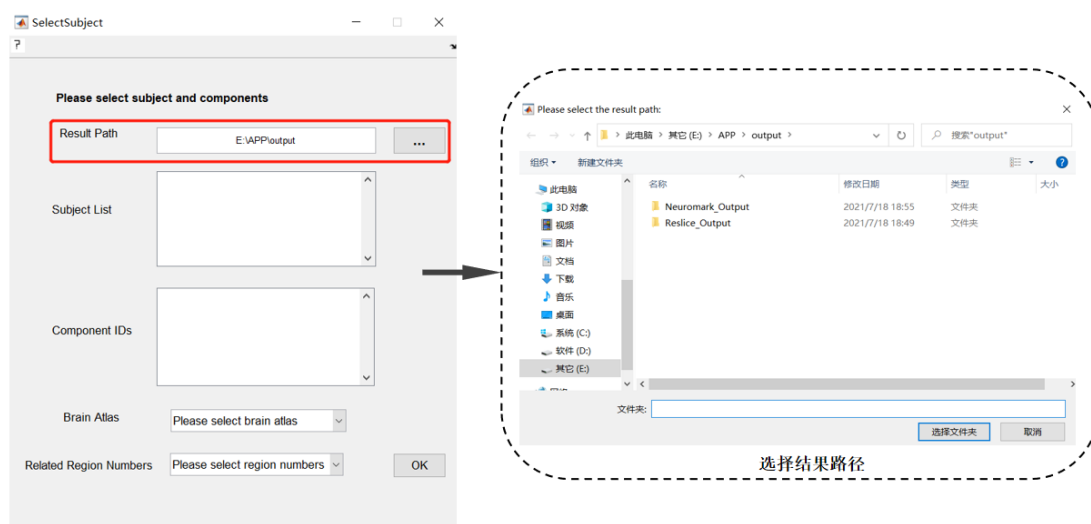 SelectSubject
?
Please select subject and components
Result Path
E:\APP\output
...
Subject List
Component IDs
Brain Atlas
Please select brain atlas
Related Region Numbers
Please select region numbers
OK
Please select the result path:
此电脑 > 其它 (E:) > APP > output >
搜索"output"
组织
新建文件夹
此电脑
3D 对象
视频
图片
文档
下载
音乐
桌面
系统 (C:)
软件 (D:)
其它 (E:)
名称 修改日期 类型 大小
Neuromark_Output 2021/7/18 18:55 文件夹
Reslice_Output 2021/7/18 18:49 文件夹
文件夹:
选择文件夹
取消
选择结果路径